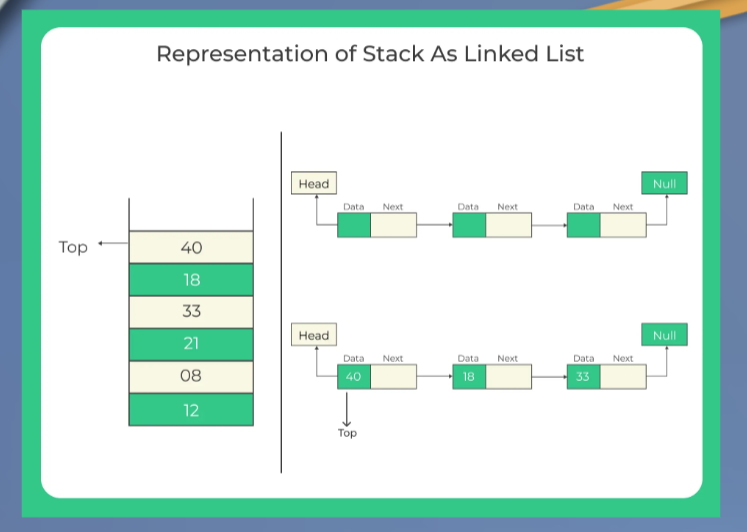 Representation of Stack As Linked List
Top
40
18
33
21
08
12
Head
Null
Data Next
Data Next
Data Next
Head
Null
Data Next
Data Next
Data Next
40
18
33
Top